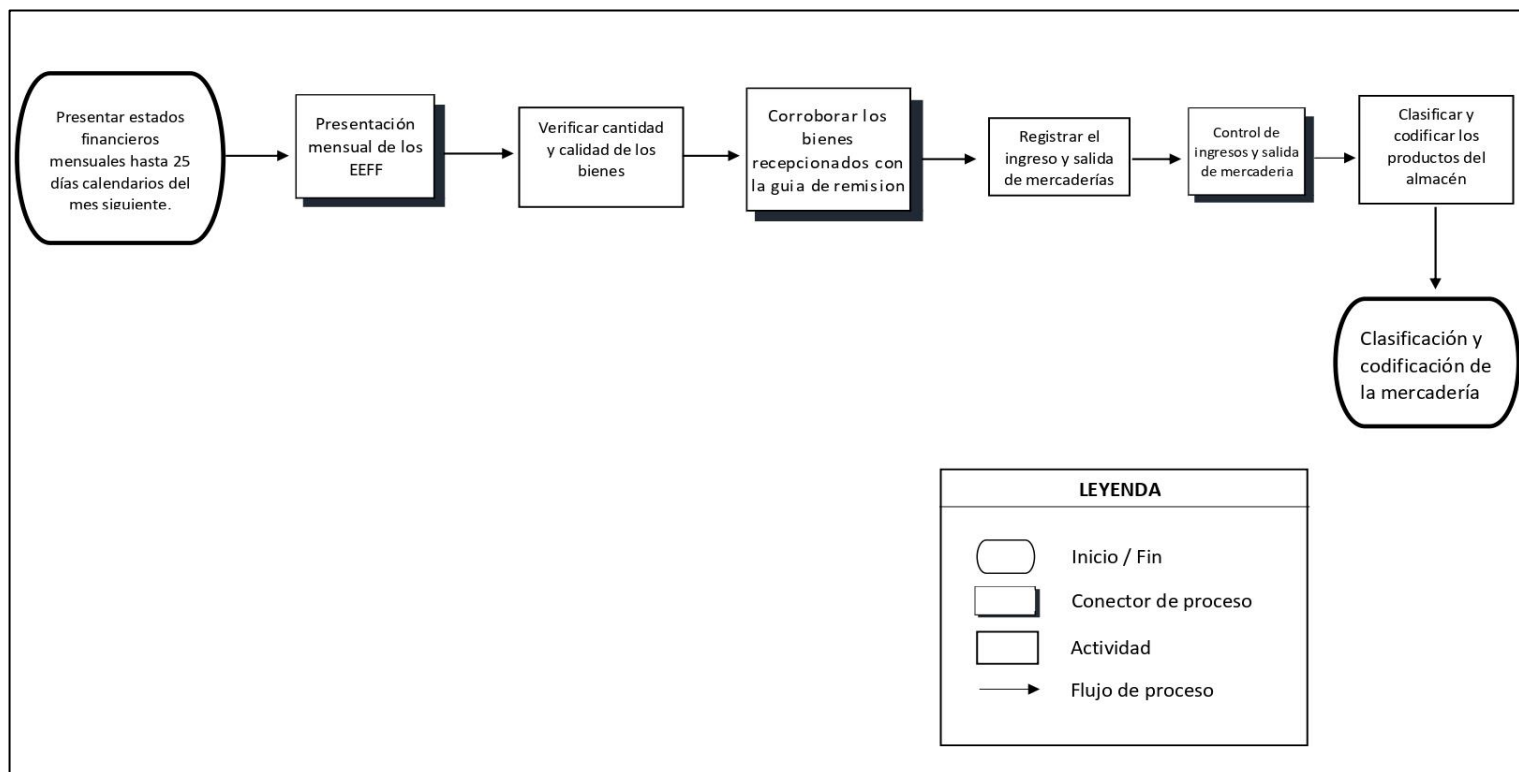 Presentar estados
financieros
mensuales hasta 25
días calendarios del
mes siguiente.
Presentación
mensual de los
EEFF
Verificar cantidad
y calidad de los
bienes
Corroborar los
bienes
recepcionados con
la guia de remision
Registrar el
ingreso y salida
de mercaderías
Control de
ingresos y salida
de mercaderia
Clasificar y
codificar los
productos del
almacén
Clasificación y
codificación de
la mercadería
LEYENDA
Inicio / Fin
Conector de proceso
Actividad
Flujo de proceso